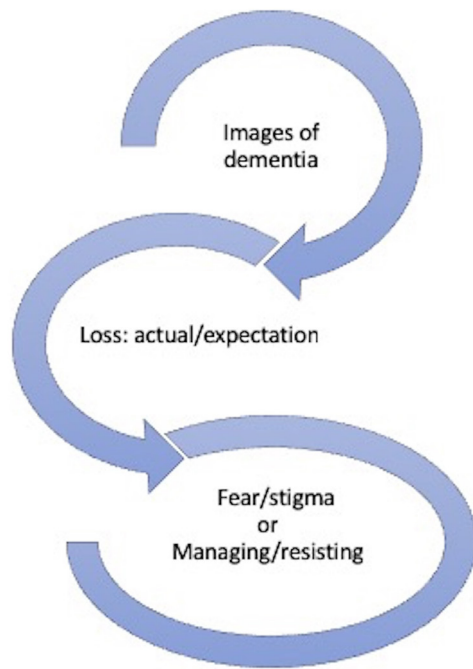 Images of
dementia
Loss: actual/expectation
Fear/stigma
or
Managing/resisting